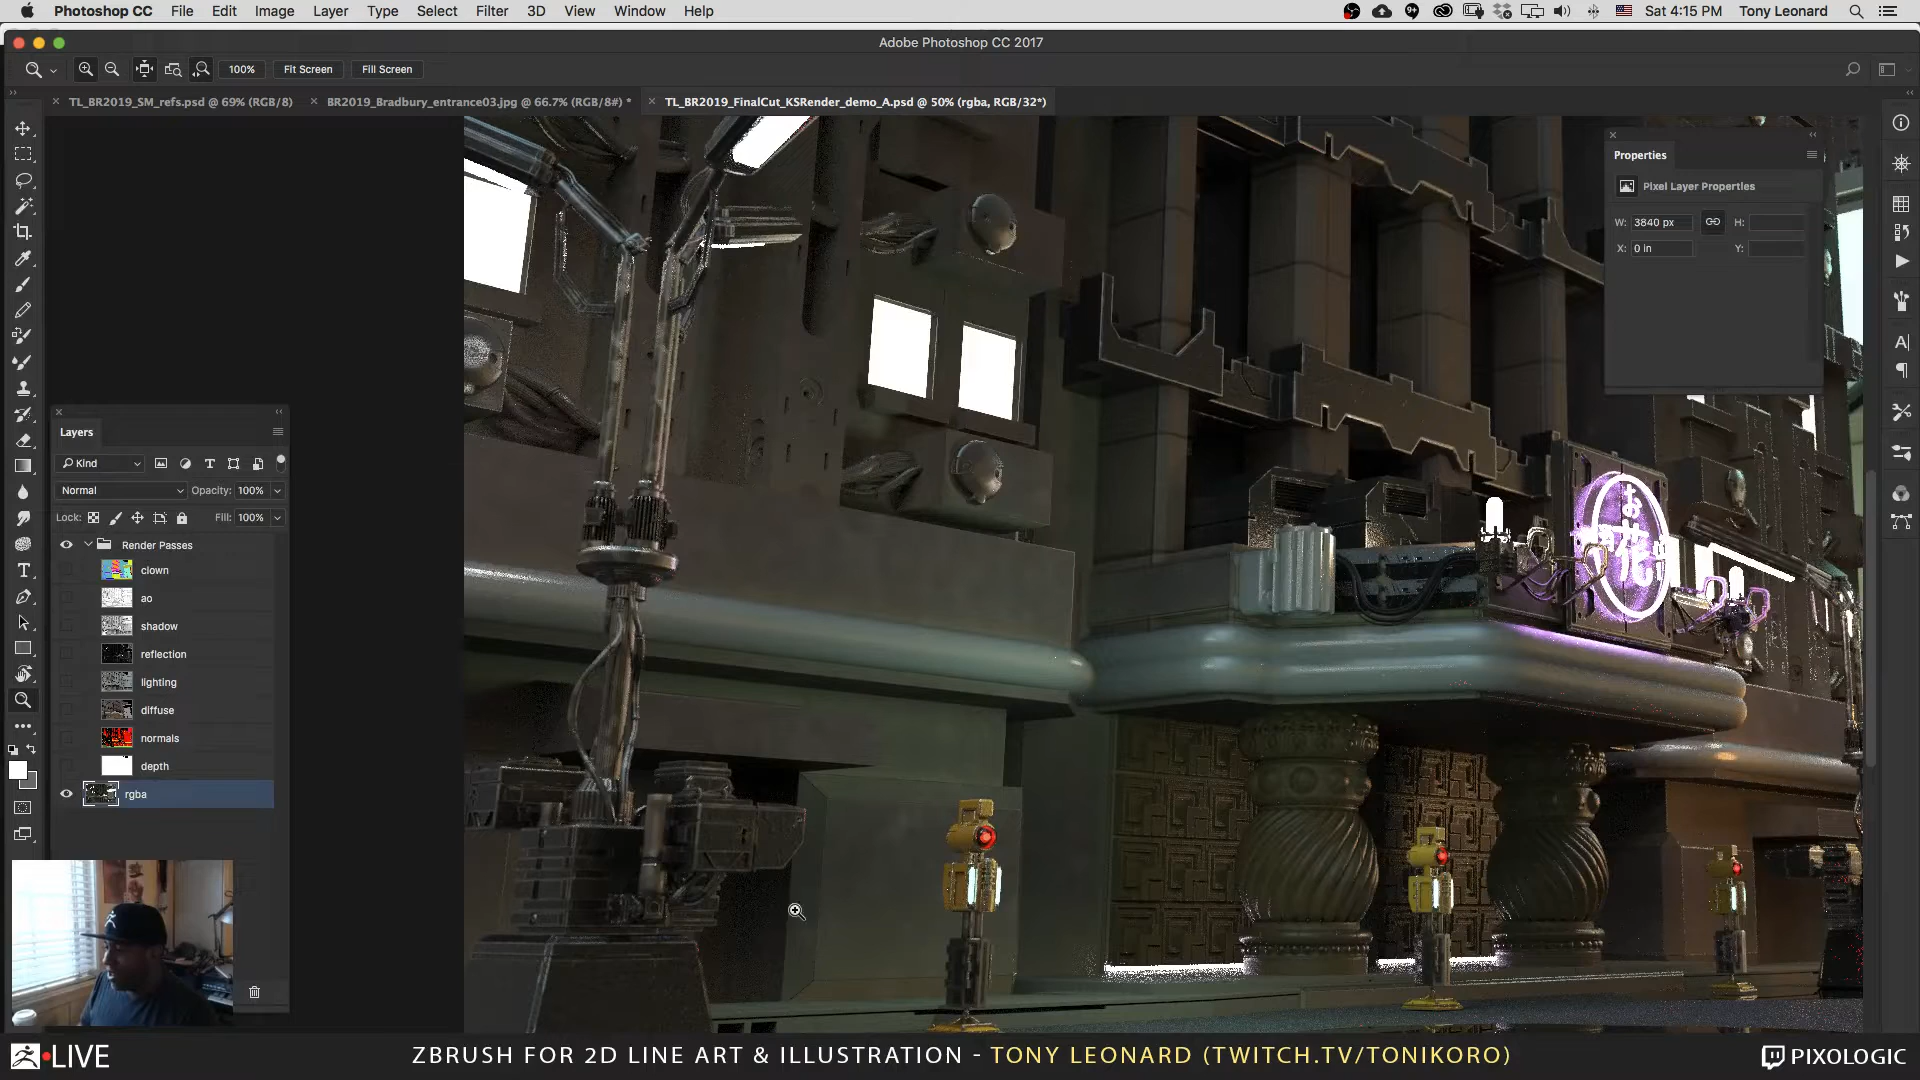 Photoshop CC File Edit Image Layer Type Select Filter 3D View Window Help Sat 4:15 PM Tony Leonard
Adobe Photoshop CC 2017
100% Fit Screen Fill Screen
TL_BR2019_SM_refs.psd @ 69% (RGB/8) BR2019_Bradbury_entrance03.jpg @ 66.7% (RGB/8#) * TL_BR2019_FinalCut_KSRender_demo_A.psd @ 50% (rgba, RGB/32*)
Properties
Pixel Layer Properties
W: 3840 px H:
X: 0 in Y:
お花
Layers
Kind
Normal Opacity: 100%
Lock: Fill: 100%
Render Passes
clown
ao
shadow
reflection
lighting
diffuse
normals
depth
rgba
LIVE ZBRUSH FOR 2D LINE ART & ILLUSTRATION - TONY LEONARD (TWITCH.TV/TONIKORO) PIXOLOGIC